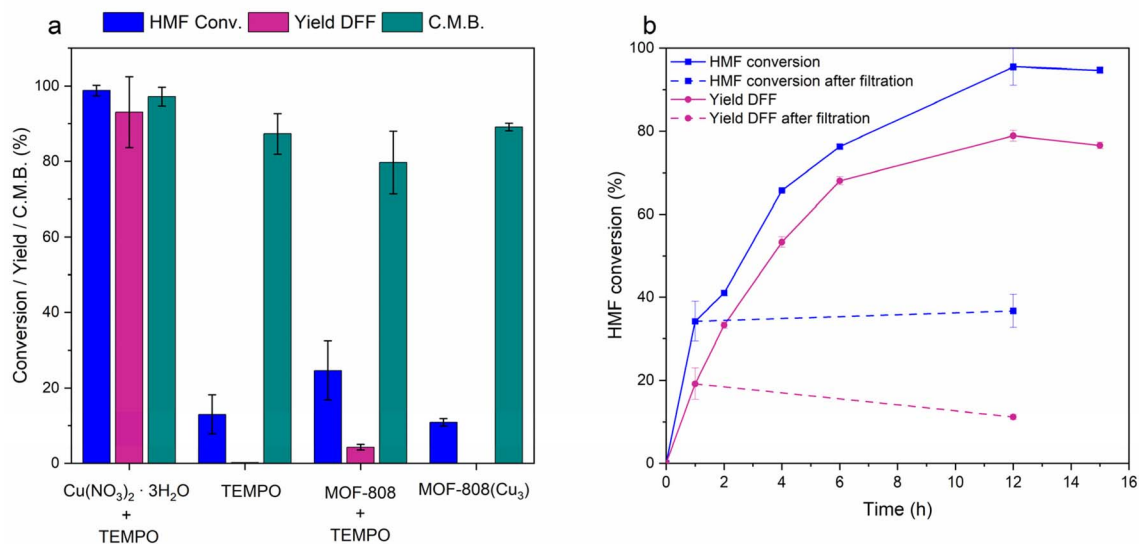 a
HMF Conv.
Yield DFF
C.M.B.
Conversion / Yield / C.M.B. (%)
100
80
60
40
20
0
Cu(NO₃)₂ · 3H₂O
+
TEMPO
TEMPO
MOF-808
+
TEMPO
MOF-808(Cu₃)
b
HMF conversion
HMF conversion after filtration
Yield DFF
Yield DFF after filtration
HMF conversion (%)
100
80
60
40
20
0
0 2 4 6 8 10 12 14 16
Time (h)